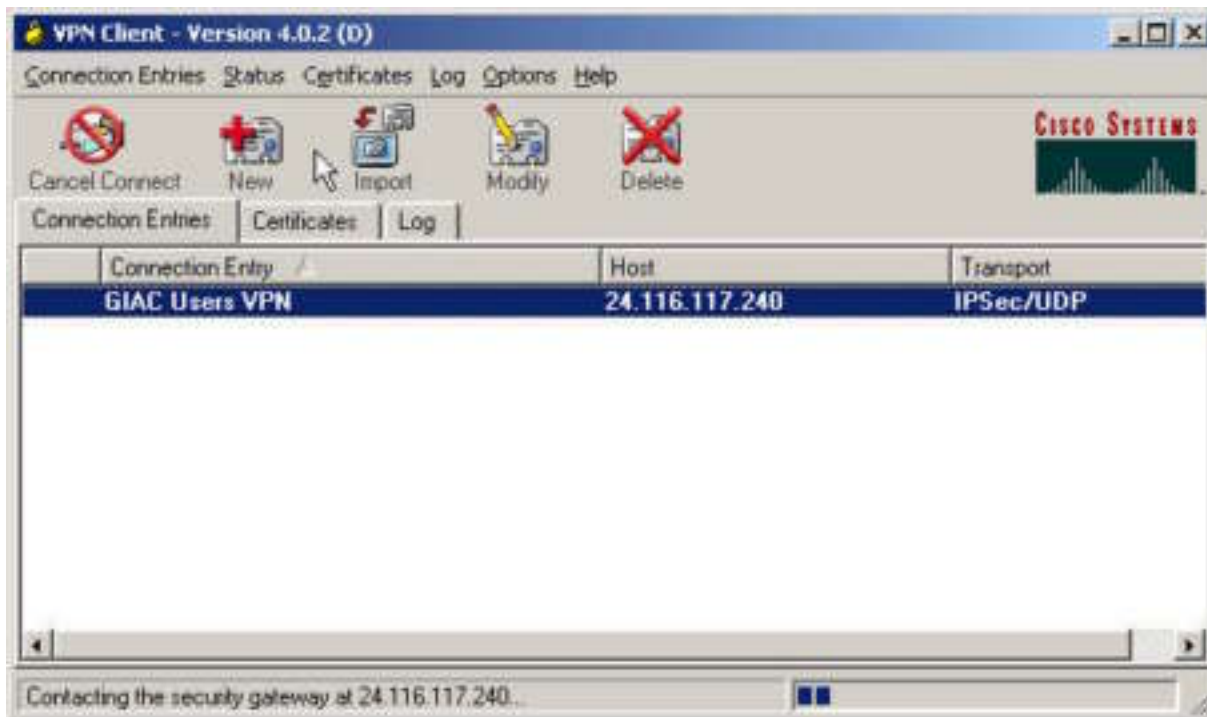 VPN Client - Version 4.0.2 (D)
Connection Entries Status Certificates Log Options Help
CISCO SYSTEMS
Cancel Connect New Import Modify Delete
Connection Entries Certificates Log
Connection Entry Host Transport
GIAC Users VPN 24.116.117.240 IPSec/UDP
Contacting the security gateway at 24.116.117.240...